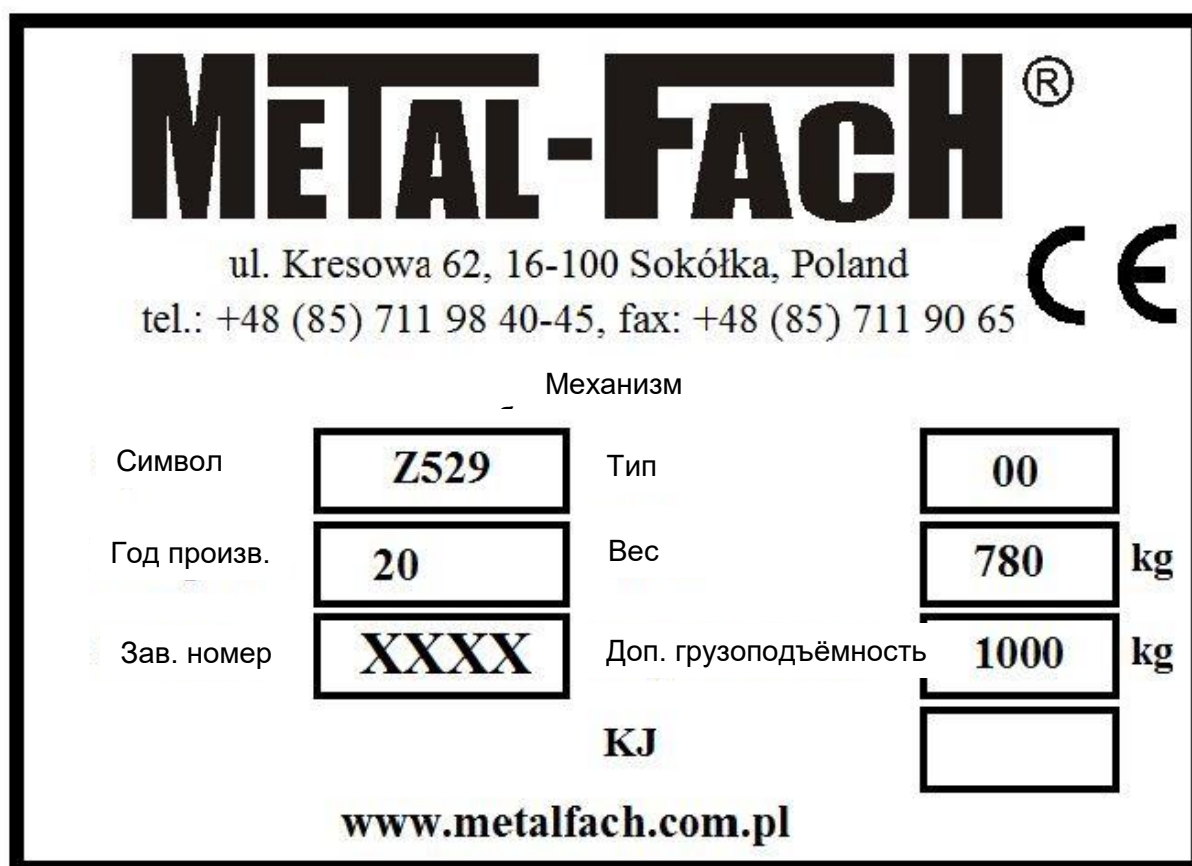 METAL-FACH ®
ul. Kresowa 62, 16-100 Sokółka, Poland
tel.: +48 (85) 711 98 40-45, fax: +48 (85) 711 90 65
CE
Механизм
Символ Z529 Тип 00
Год произв. 20 Вес 780 kg
Зав. номер XXXX Доп. грузоподъёмность 1000 kg
KJ
www.metalfach.com.pl